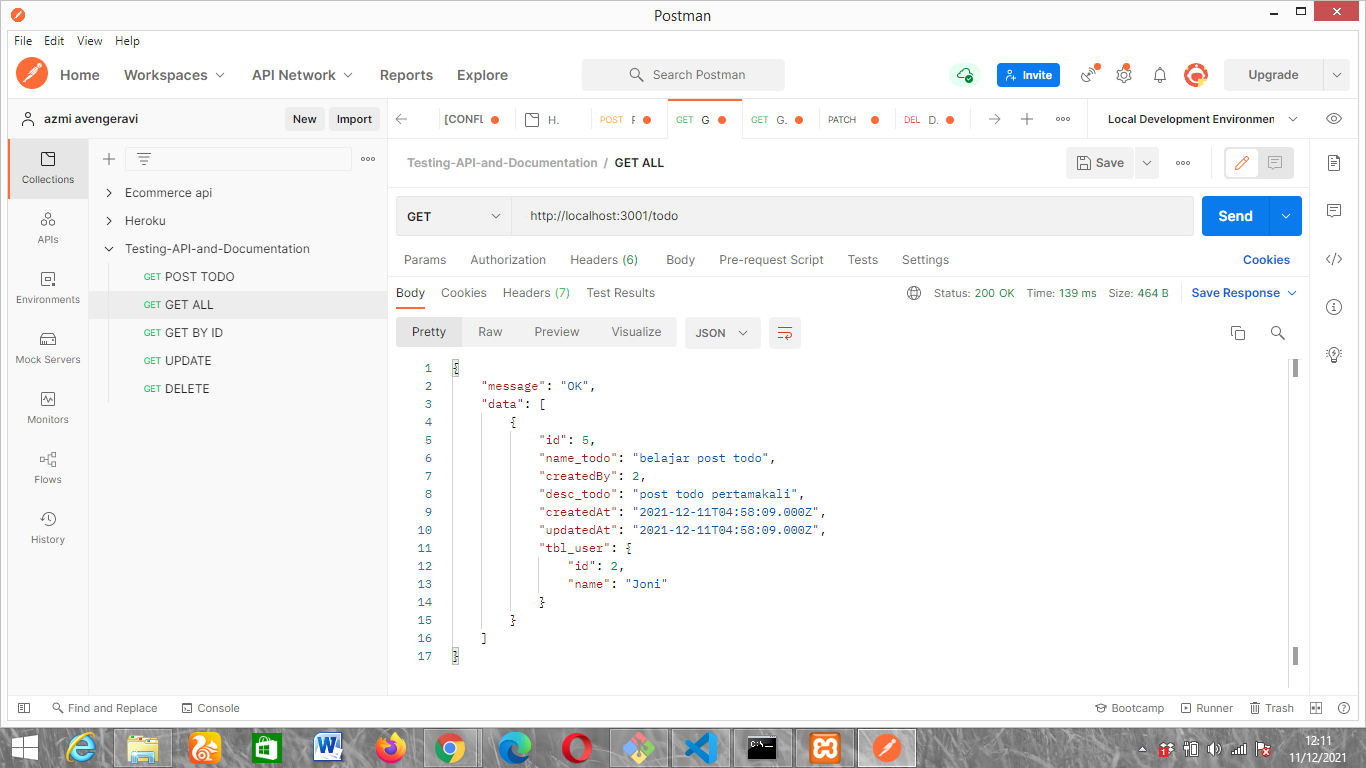 Postman
File Edit View Help
Home Workspaces API Network Reports Explore Search Postman Invite Upgrade
azmi avengeravi New Import [CONFL H. POST F GET G GET G. PATCH DEL D. Local Development Environmen
Collections
APIs
Environments
Mock Servers
Monitors
Flows
History
Ecommerce api
Heroku
Testing-API-and-Documentation
GET POST TODO
GET GET ALL
GET GET BY ID
GET UPDATE
GET DELETE
Testing-API-and-Documentation / GET ALL Save
GET http://localhost:3001/todo Send
Params Authorization Headers (6) Body Pre-request Script Tests Settings Cookies
Body Cookies Headers (7) Test Results Status: 200 OK Time: 139 ms Size: 464 B Save Response
Pretty Raw Preview Visualize JSON
1 {
2 "message": "OK",
3 "data": [
4 {
5 "id": 5,
6 "name_todo": "belajar post todo",
7 "createdBy": 2,
8 "desc_todo": "post todo pertamakali",
9 "createdAt": "2021-12-11T04:58:09.000Z",
10 "updatedAt": "2021-12-11T04:58:09.000Z",
11 "tbl_user": {
12 "id": 2,
13 "name": "Joni"
14 }
15 }
16 ]
17 }
Find and Replace Console Bootcamp Runner Trash
12:11
11/12/2021